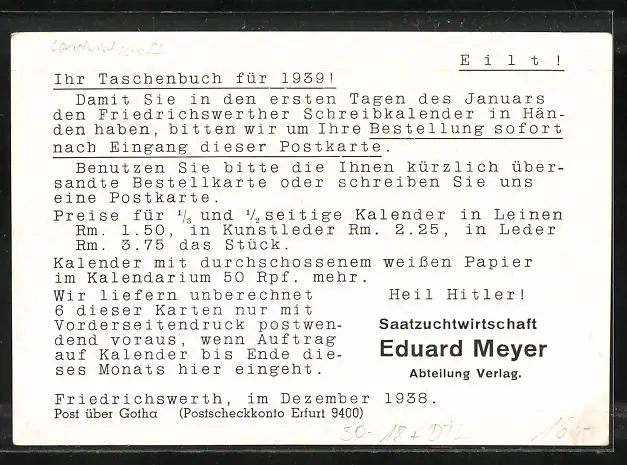 Landwirtschaft
Eilt!
Ihr Taschenbuch für 1939!
Damit Sie in den ersten Tagen des Januars
den Friedrichswerther Schreibkalender in Hän-
den haben, bitten wir um Ihre Bestellung sofort
nach Eingang dieser Postkarte.
Benutzen Sie bitte die Ihnen kürzlich über-
sandte Bestellkarte oder schreiben Sie uns
eine Postkarte.
Preise für 1/3 und 1/2 seitige Kalender in Leinen
Rm. 1.50, in Kunstleder Rm. 2.25, in Leder
Rm. 3.75 das Stück.
Kalender mit durchschossenem weißen Papier
im Kalendarium 50 Rpf. mehr.
Wir liefern unberechnet
6 dieser Karten nur mit
Vorderseitendruck postwen-
dend voraus, wenn Auftrag
auf Kalender bis Ende die-
ses Monats hier eingeht.
Heil Hitler!
Saatzuchtwirtschaft
Eduard Meyer
Abteilung Verlag.
Friedrichswerth, im Dezember 1938.
Post über Gotha (Postscheckkonto Erfurt 9400)